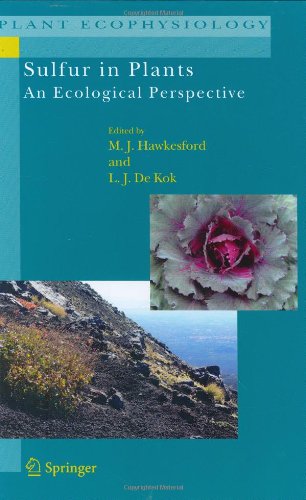 PLANT ECOPHYSIOLOGY
Sulfur in Plants
An Ecological Perspective
Edited by
M. J. Hawkesford
and
L. J. De Kok
Springer